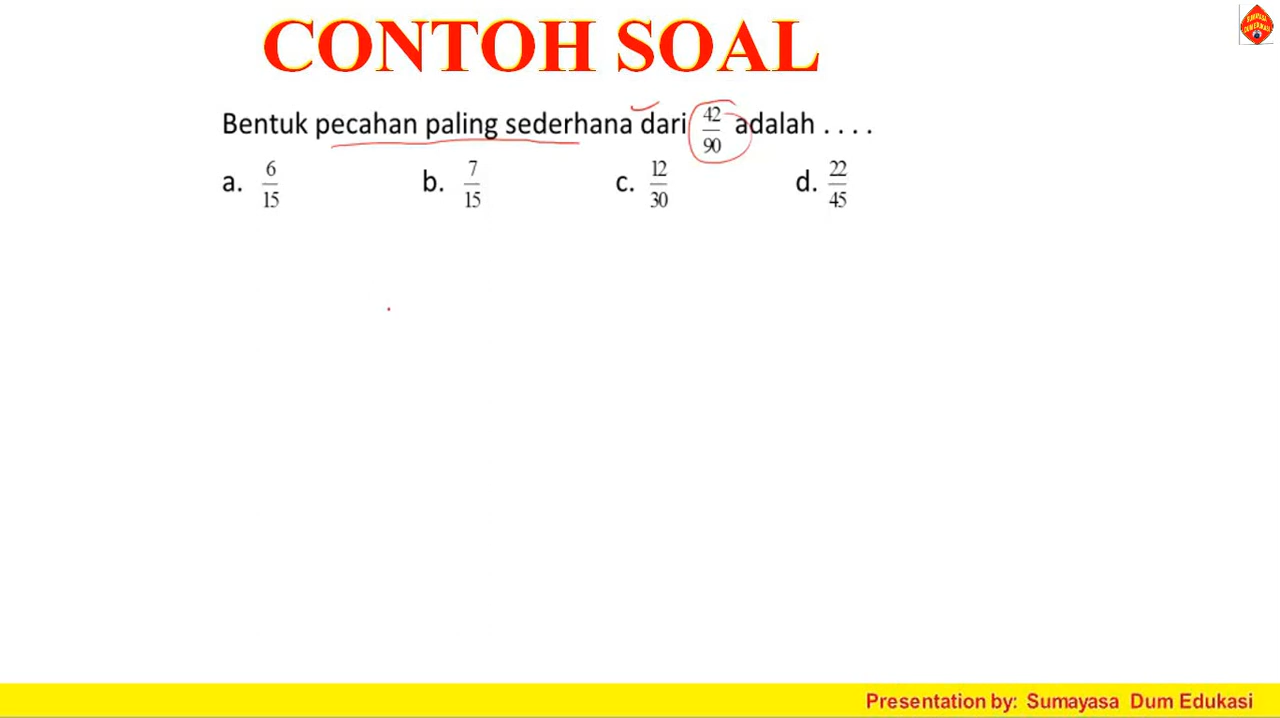 CONTOH SOAL
Bentuk pecahan paling sederhana dari 42/90 adalah . . . .
a. 6/15 b. 7/15 c. 12/30 d. 22/45
Presentation by: Sumayasa Dum Edukasi